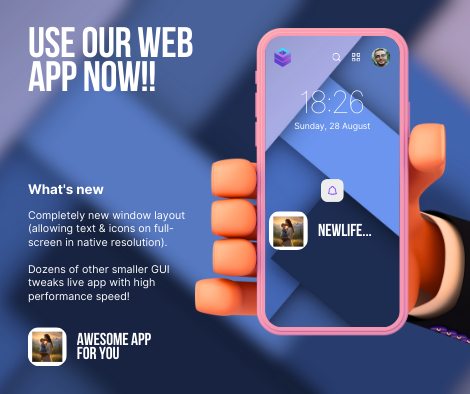 USE OUR WEB
APP NOW!!
What's new
Completely new window layout
(allowing text & icons on full-
screen in native resolution).
Dozens of other smaller GUI
tweaks live app with high
performance speed!
AWESOME APP
FOR YOU
18:26
Sunday, 28 August
NEWLIFE...